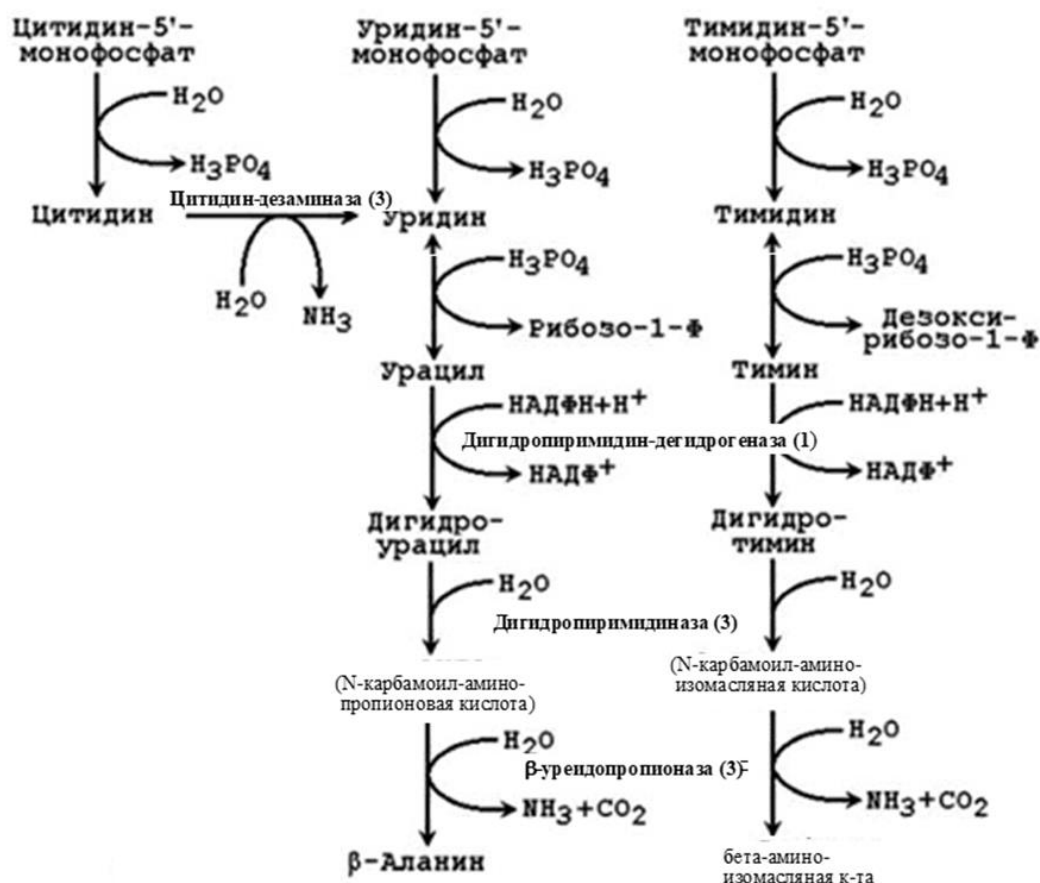 Цитидин-5'-
монофосфат
Уридин-5'-
монофосфат
Тимидин-5'-
монофосфат
H2O
H3PO4
H2O
H3PO4
H2O
H3PO4
Цитидин
Цитидин-дезаминаза (3)
Уридин
Тимидин
H2O
NH3
H3PO4
Рибозо-1-Ф
H3PO4
Дезокси-
рибозо-1-Ф
Урацил
Тимин
НАДФН+Н+
НАДФН+Н+
Дигидропиримидин-дегидрогеназа (1)
НАДФ+
НАДФ+
Дигидро-
урацил
Дигидро-
тимин
H2O
H2O
Дигидропиримидиназа (3)
(N-карбамоил-амино-
пропионовая кислота)
(N-карбамоил-амино-
изомасляная кислота)
H2O
H2O
β-уреидопропионаза (3)
NH3+CO2
NH3+CO2
β-Аланин
бета-амино-
изомасляная к-та